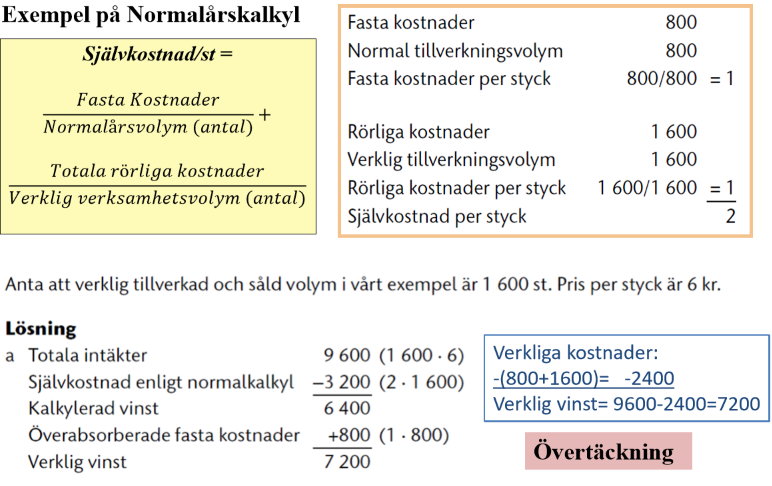 Exempel på Normalårskalkyl
Självkostnad/st =
Fasta Kostnader
Normalårsvolym (antal) +
Totala rörliga kostnader
Verklig verksamhetsvolym (antal)
Fasta kostnader 800
Normal tillverkningsvolym 800
Fasta kostnader per styck 800/800 = 1
Rörliga kostnader 1 600
Verklig tillverkningsvolym 1 600
Rörliga kostnader per styck 1 600/1 600 = 1
Självkostnad per styck 2
Anta att verklig tillverkad och såld volym i vårt exempel är 1 600 st. Pris per styck är 6 kr.
Lösning
a Totala intäkter 9 600 (1 600 · 6)
Självkostnad enligt normalkalkyl –3 200 (2 · 1 600)
Kalkylerad vinst 6 400
Överabsorberade fasta kostnader +800 (1 · 800)
Verklig vinst 7 200
Verkliga kostnader:
-(800+1600)= -2400
Verklig vinst= 9600-2400=7200
Övertäckning